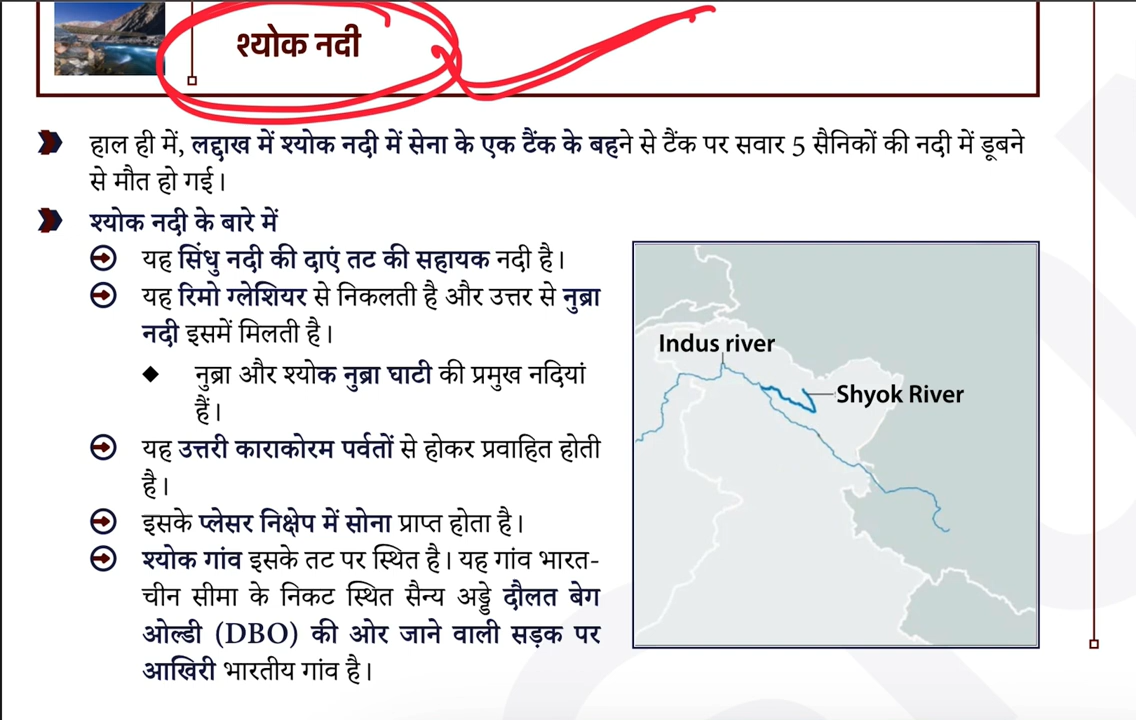 श्योक नदी
हाल ही में, लद्दाख में श्योक नदी में सेना के एक टैंक के बहने से टैंक पर सवार 5 सैनिकों की नदी में डूबने
से मौत हो गई।
श्योक नदी के बारे में
यह सिंधु नदी की दाएं तट की सहायक नदी है।
यह रिमो ग्लेशियर से निकलती है और उत्तर से नुब्रा
नदी इसमें मिलती है।
नुब्रा और श्योक नुब्रा घाटी की प्रमुख नदियां
हैं।
यह उत्तरी काराकोरम पर्वतों से होकर प्रवाहित होती
है।
इसके प्लेसर निक्षेप में सोना प्राप्त होता है।
श्योक गांव इसके तट पर स्थित है। यह गांव भारत-
चीन सीमा के निकट स्थित सैन्य अड्डे दौलत बेग
ओल्डी (DBO) की ओर जाने वाली सड़क पर
आखिरी भारतीय गांव है।
Indus river
Shyok River